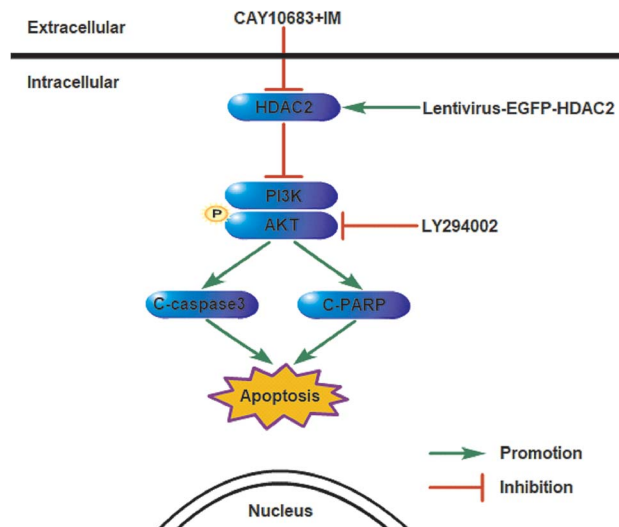 CAY10683+IM
Extracellular
Intracellular
HDAC2
Lentivirus-EGFP-HDAC2
PI3K
P
AKT
LY294002
C-caspase3
C-PARP
Apoptosis
Promotion
Inhibition
Nucleus